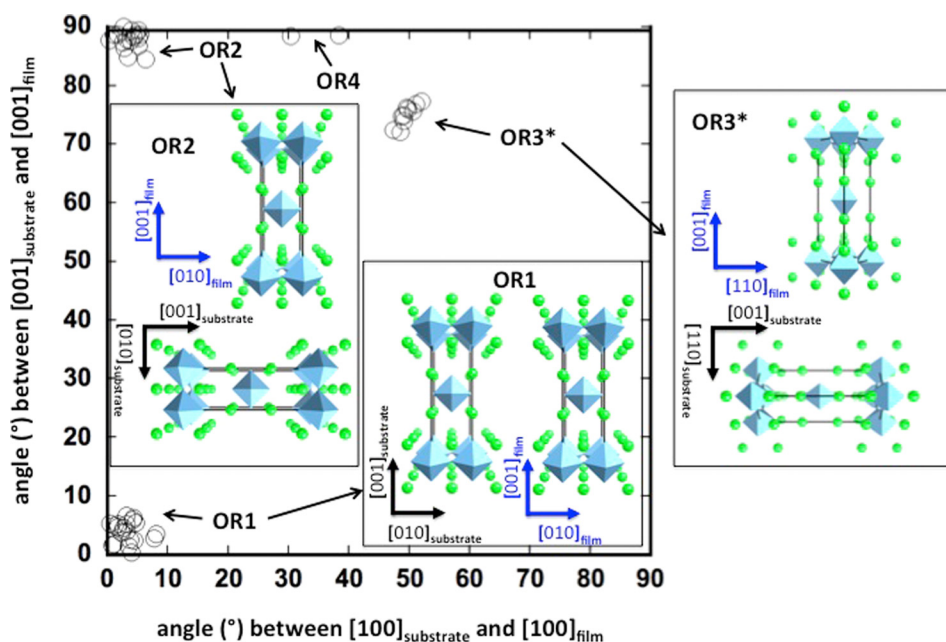 90
80
70
60
50
40
30
20
10
0
angle (°) between [001]substrate and [001]film
0 10 20 30 40 50 60 70 80 90
angle (°) between [100]substrate and [100]film
OR2
OR4
OR3*
OR1
OR2
[001]film
[010]film
[001]substrate
[010]substrate
OR1
[001]substrate
[010]substrate
[001]film
[010]film
OR3*
[001]film
[110]film
[001]substrate
[110]substrate